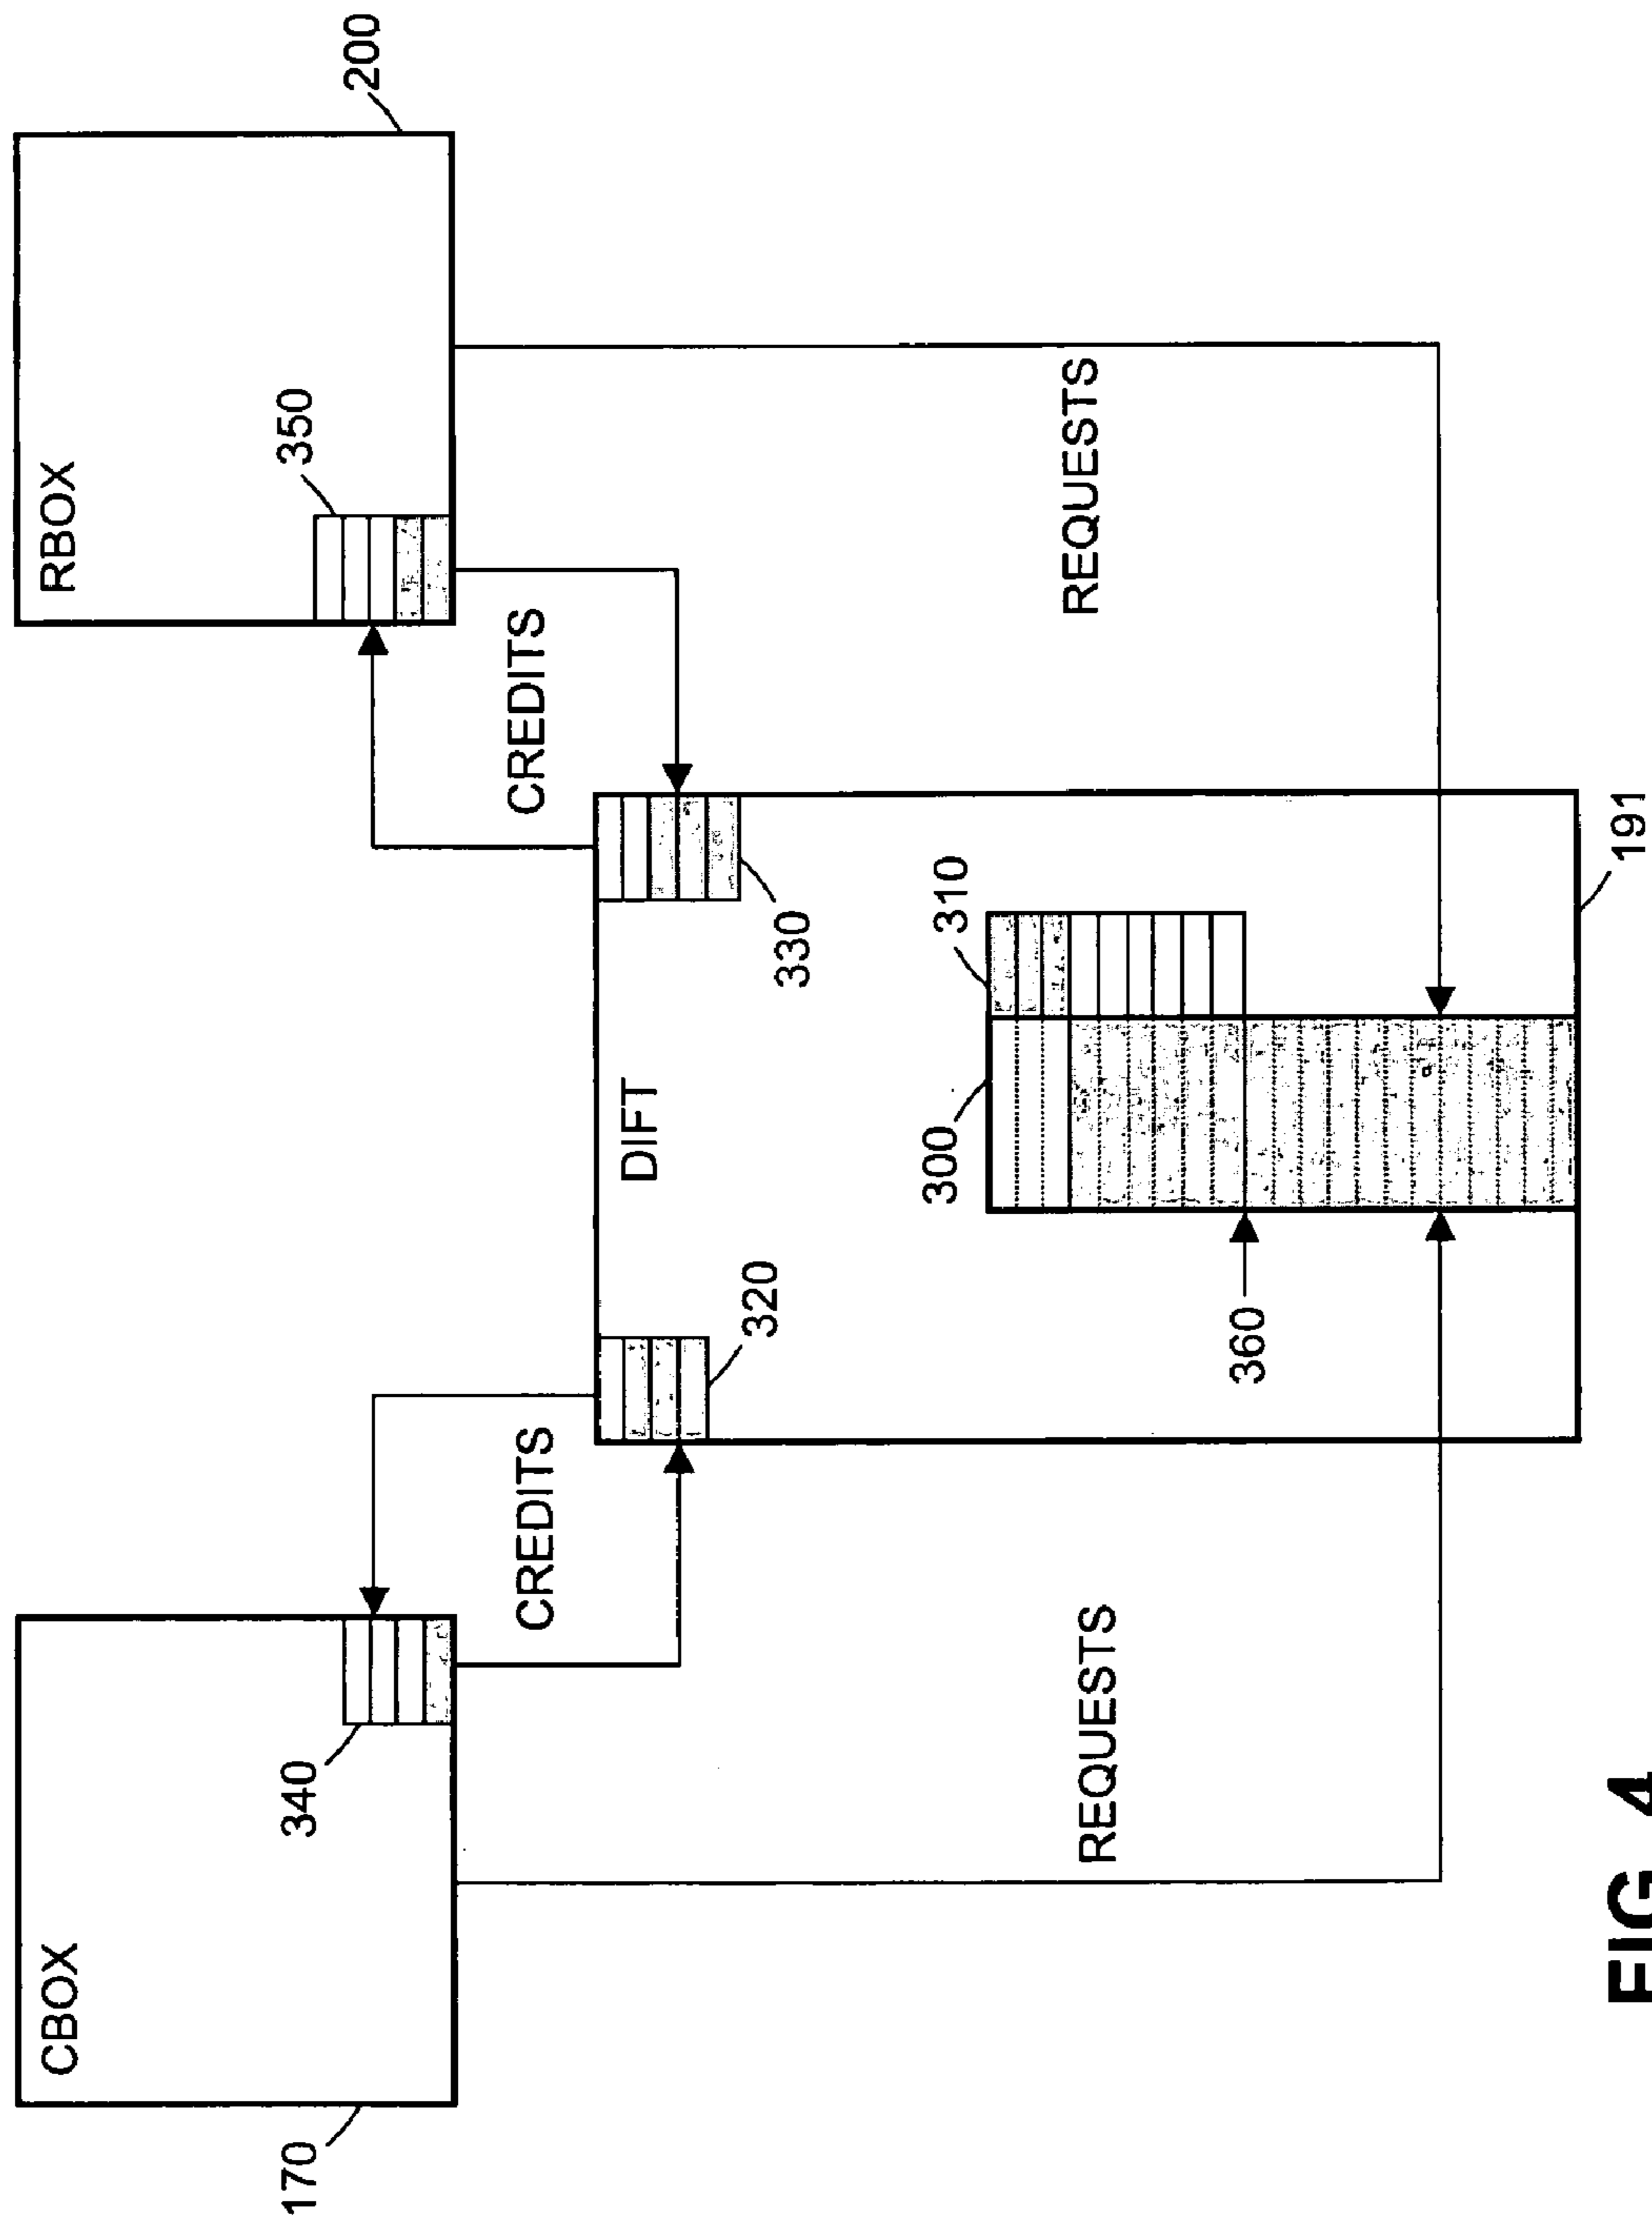 CBOX
170
340
RBOX
200
350
CREDITS
CREDITS
DIFT
320
330
300
310
360
REQUESTS
REQUESTS
191
FIG. 4